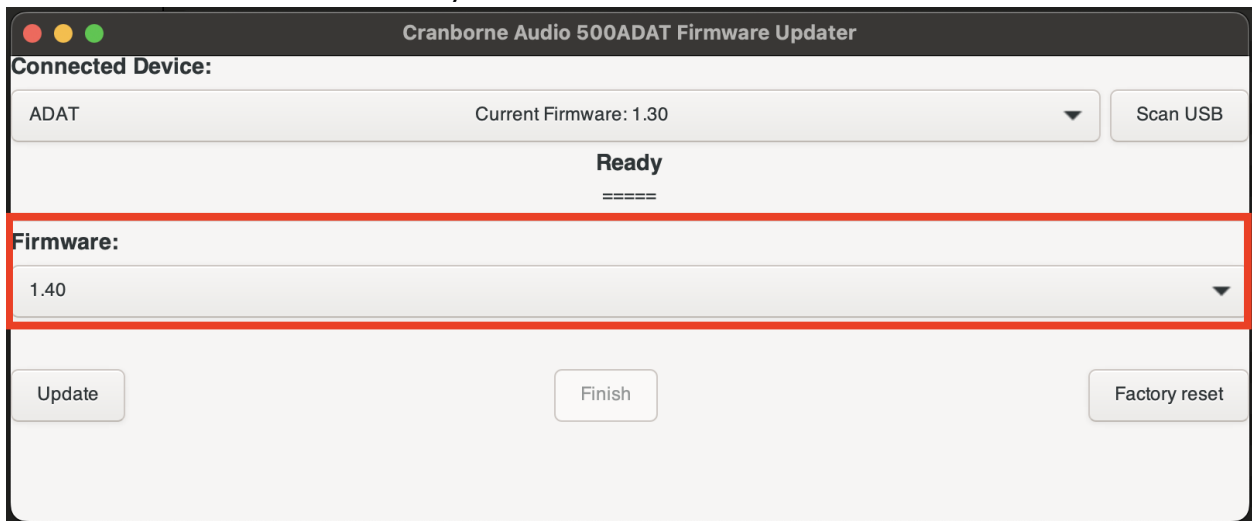 Cranborne Audio 500ADAT Firmware Updater
Connected Device:
ADAT Current Firmware: 1.30 Scan USB
Ready
=====
Firmware:
1.40
Update Finish Factory reset